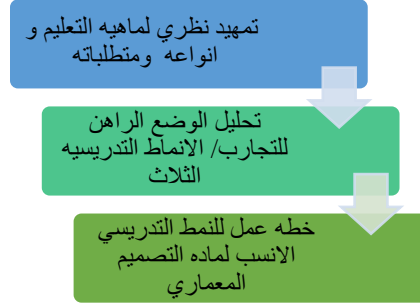 تمهيد نظري لماهيه التعليم و
انواعه ومتطلباته
تحليل الوضع الراهن
للتجارب/ الانماط التدريسيه
الثلاث
خطه عمل للنمط التدريسي
الانسب لماده التصميم
المعماري